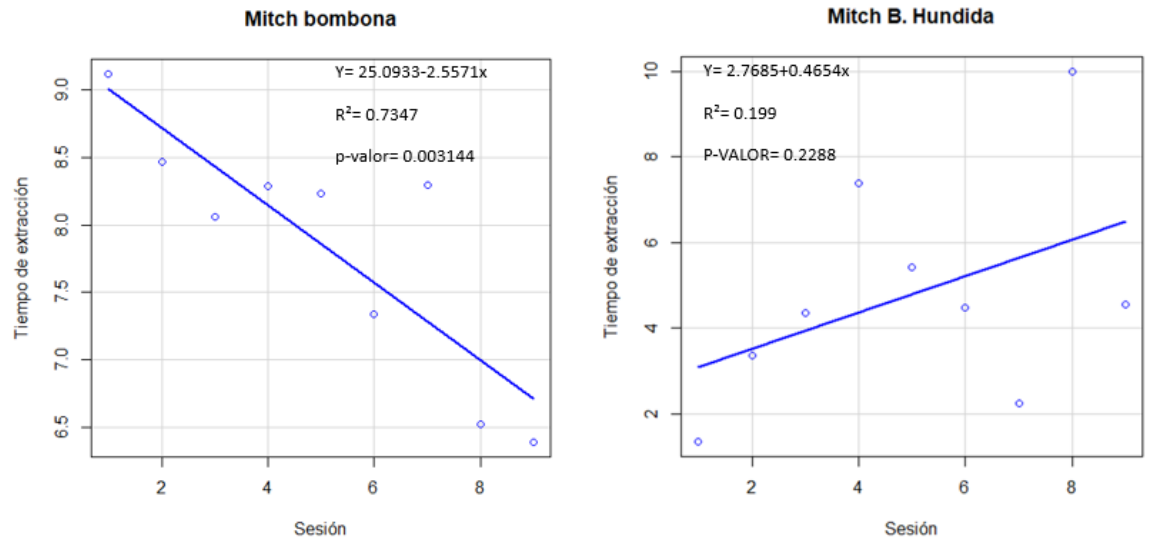 Mitch bombona
Y= 25.0933-2.5571x
R²= 0.7347
p-valor= 0.003144
Tiempo de extracción
9.0
8.5
8.0
7.5
7.0
6.5
2 4 6 8
Sesión
Mitch B. Hundida
Y= 2.7685+0.4654x
R²= 0.199
P-VALOR= 0.2288
Tiempo de extracción
10
8
6
4
2
2 4 6 8
Sesión